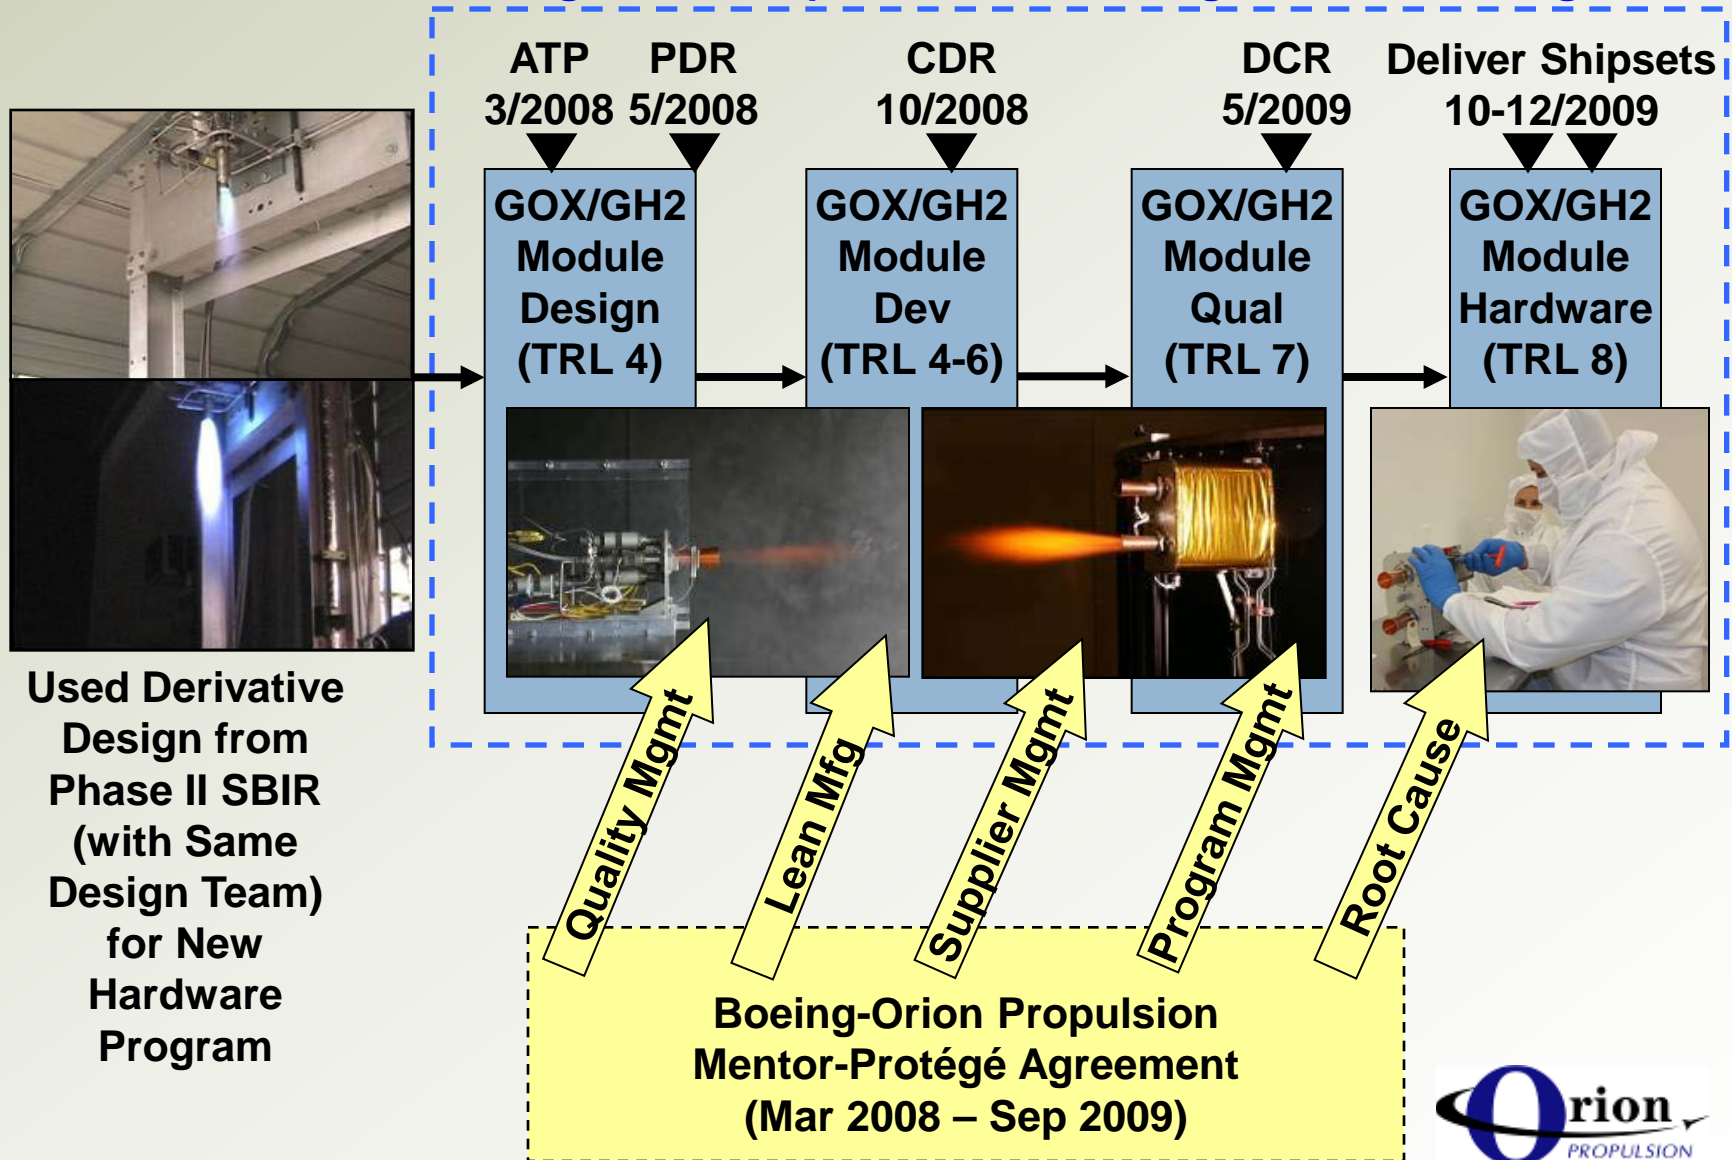 ATP
3/2008
PDR
5/2008
CDR
10/2008
DCR
5/2009
Deliver Shipsets
10-12/2009
GOX/GH2
Module
Design
(TRL 4)
GOX/GH2
Module
Dev
(TRL 4-6)
GOX/GH2
Module
Qual
(TRL 7)
GOX/GH2
Module
Hardware
(TRL 8)
Used Derivative
Design from
Phase II SBIR
(with Same
Design Team)
for New
Hardware
Program
Quality Mgmt
Lean Mfg
Supplier Mgmt
Program Mgmt
Root Cause
Boeing-Orion Propulsion
Mentor-Protégé Agreement
(Mar 2008 – Sep 2009)
Orion
PROPULSION